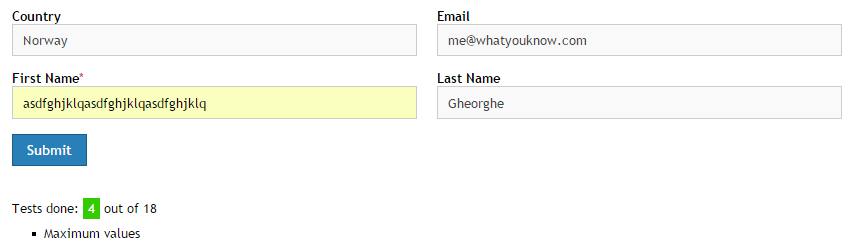 Country Email
Norway me@whatyouknow.com
First Name* Last Name
asdfghjklqasdfghjklqasdfghjklq Gheorghe
Submit
Tests done: 4 out of 18
▪ Maximum values